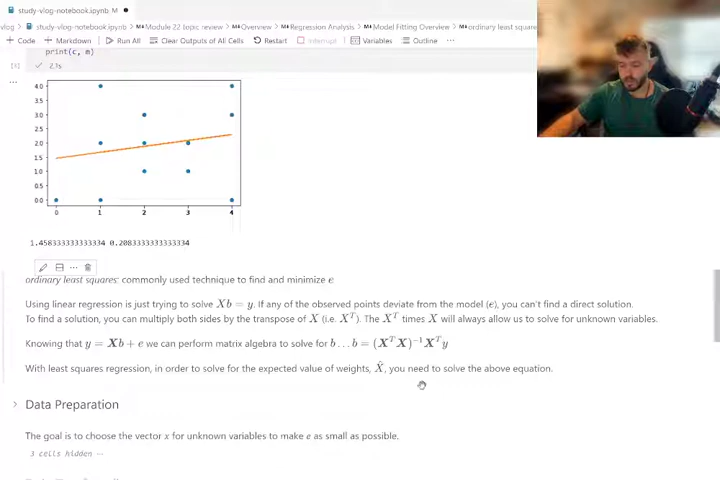 study-vlog-notebook.ipynb M
vlog > study-vlog-notebook.ipynb > Module 22 topic review > Overview > Regression Analysis > Model Fitting Overview > ordinary least square
+ Code + Markdown Run All Clear Outputs of All Cells Restart Interrupt Variables Outline ...
print(c, m)
2.1s
4.0
3.5
3.0
2.5
2.0
1.5
1.0
0.5
0.0
0 1 2 3 4
1.458333333333334 0.2083333333333334
ordinary least squares: commonly used technique to find and minimize e
Using linear regression is just trying to solve Xb = y. If any of the observed points deviate from the model (e), you can't find a direct solution.
To find a solution, you can multiply both sides by the transpose of X (i.e. X^T). The X^T times X will always allow us to solve for unknown variables.
Knowing that y = Xb + e we can perform matrix algebra to solve for b . . . b = (X^T X)^−1 X^T y
With least squares regression, in order to solve for the expected value of weights, X̂, you need to solve the above equation.
Data Preparation
The goal is to choose the vector x for unknown variables to make e as small as possible.
3 cells hidden ...